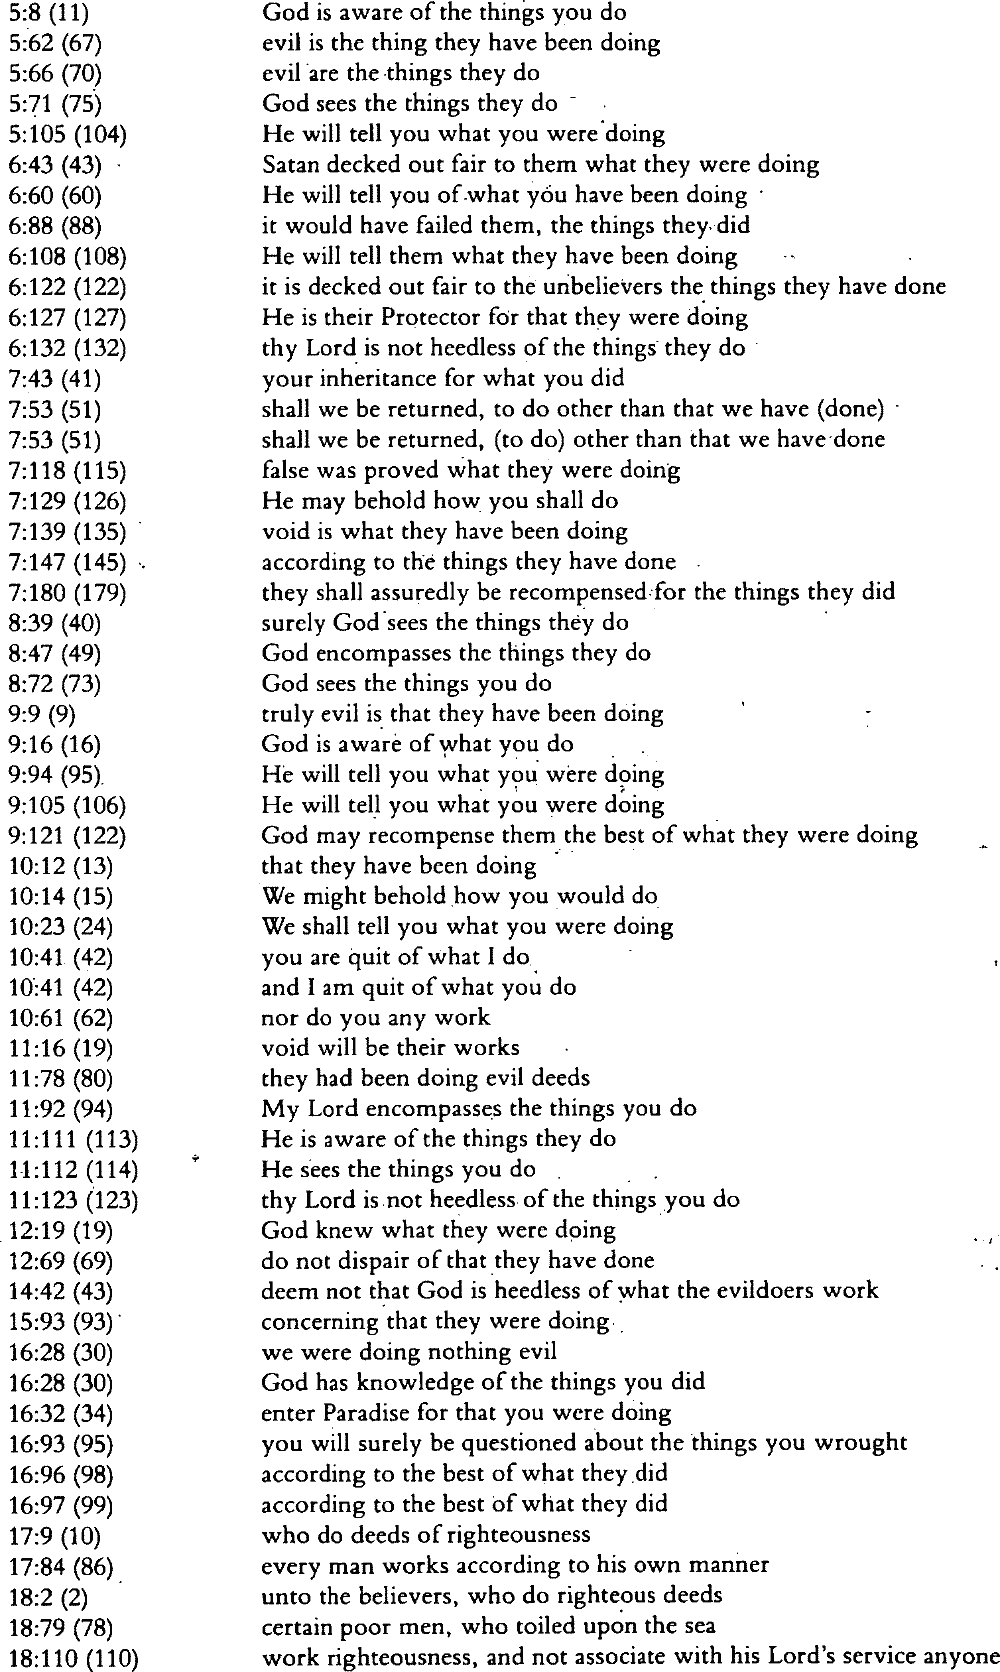 5:8 (11) God is aware of the things you do
5:62 (67) evil is the thing they have been doing
5:66 (70) evil are the things they do
5:71 (75) God sees the things they do
5:105 (104) He will tell you what you were doing
6:43 (43) Satan decked out fair to them what they were doing
6:60 (60) He will tell you of what you have been doing
6:88 (88) it would have failed them, the things they did
6:108 (108) He will tell them what they have been doing
6:122 (122) it is decked out fair to the unbelievers the things they have done
6:127 (127) He is their Protector for that they were doing
6:132 (132) thy Lord is not heedless of the things they do
7:43 (41) your inheritance for what you did
7:53 (51) shall we be returned, to do other than that we have (done)
7:53 (51) shall we be returned, (to do) other than that we have done
7:118 (115) false was proved what they were doing
7:129 (126) He may behold how you shall do
7:139 (135) void is what they have been doing
7:147 (145) according to the things they have done
7:180 (179) they shall assuredly be recompensed for the things they did
8:39 (40) surely God sees the things they do
8:47 (49) God encompasses the things they do
8:72 (73) God sees the things you do
9:9 (9) truly evil is that they have been doing
9:16 (16) God is aware of what you do
9:94 (95) He will tell you what you were doing
9:105 (106) He will tell you what you were doing
9:121 (122) God may recompense them the best of what they were doing
10:12 (13) that they have been doing
10:14 (15) We might behold how you would do
10:23 (24) We shall tell you what you were doing
10:41 (42) you are quit of what I do
10:41 (42) and I am quit of what you do
10:61 (62) nor do you any work
11:16 (19) void will be their works
11:78 (80) they had been doing evil deeds
11:92 (94) My Lord encompasses the things you do
11:111 (113) He is aware of the things they do
11:112 (114) He sees the things you do
11:123 (123) thy Lord is not heedless of the things you do
12:19 (19) God knew what they were doing
12:69 (69) do not dispair of that they have done
14:42 (43) deem not that God is heedless of what the evildoers work
15:93 (93) concerning that they were doing
16:28 (30) we were doing nothing evil
16:28 (30) God has knowledge of the things you did
16:32 (34) enter Paradise for that you were doing
16:93 (95) you will surely be questioned about the things you wrought
16:96 (98) according to the best of what they did
16:97 (99) according to the best of what they did
17:9 (10) who do deeds of righteousness
17:84 (86) every man works according to his own manner
18:2 (2) unto the believers, who do righteous deeds
18:79 (78) certain poor men, who toiled upon the sea
18:110 (110) work righteousness, and not associate with his Lord's service anyone